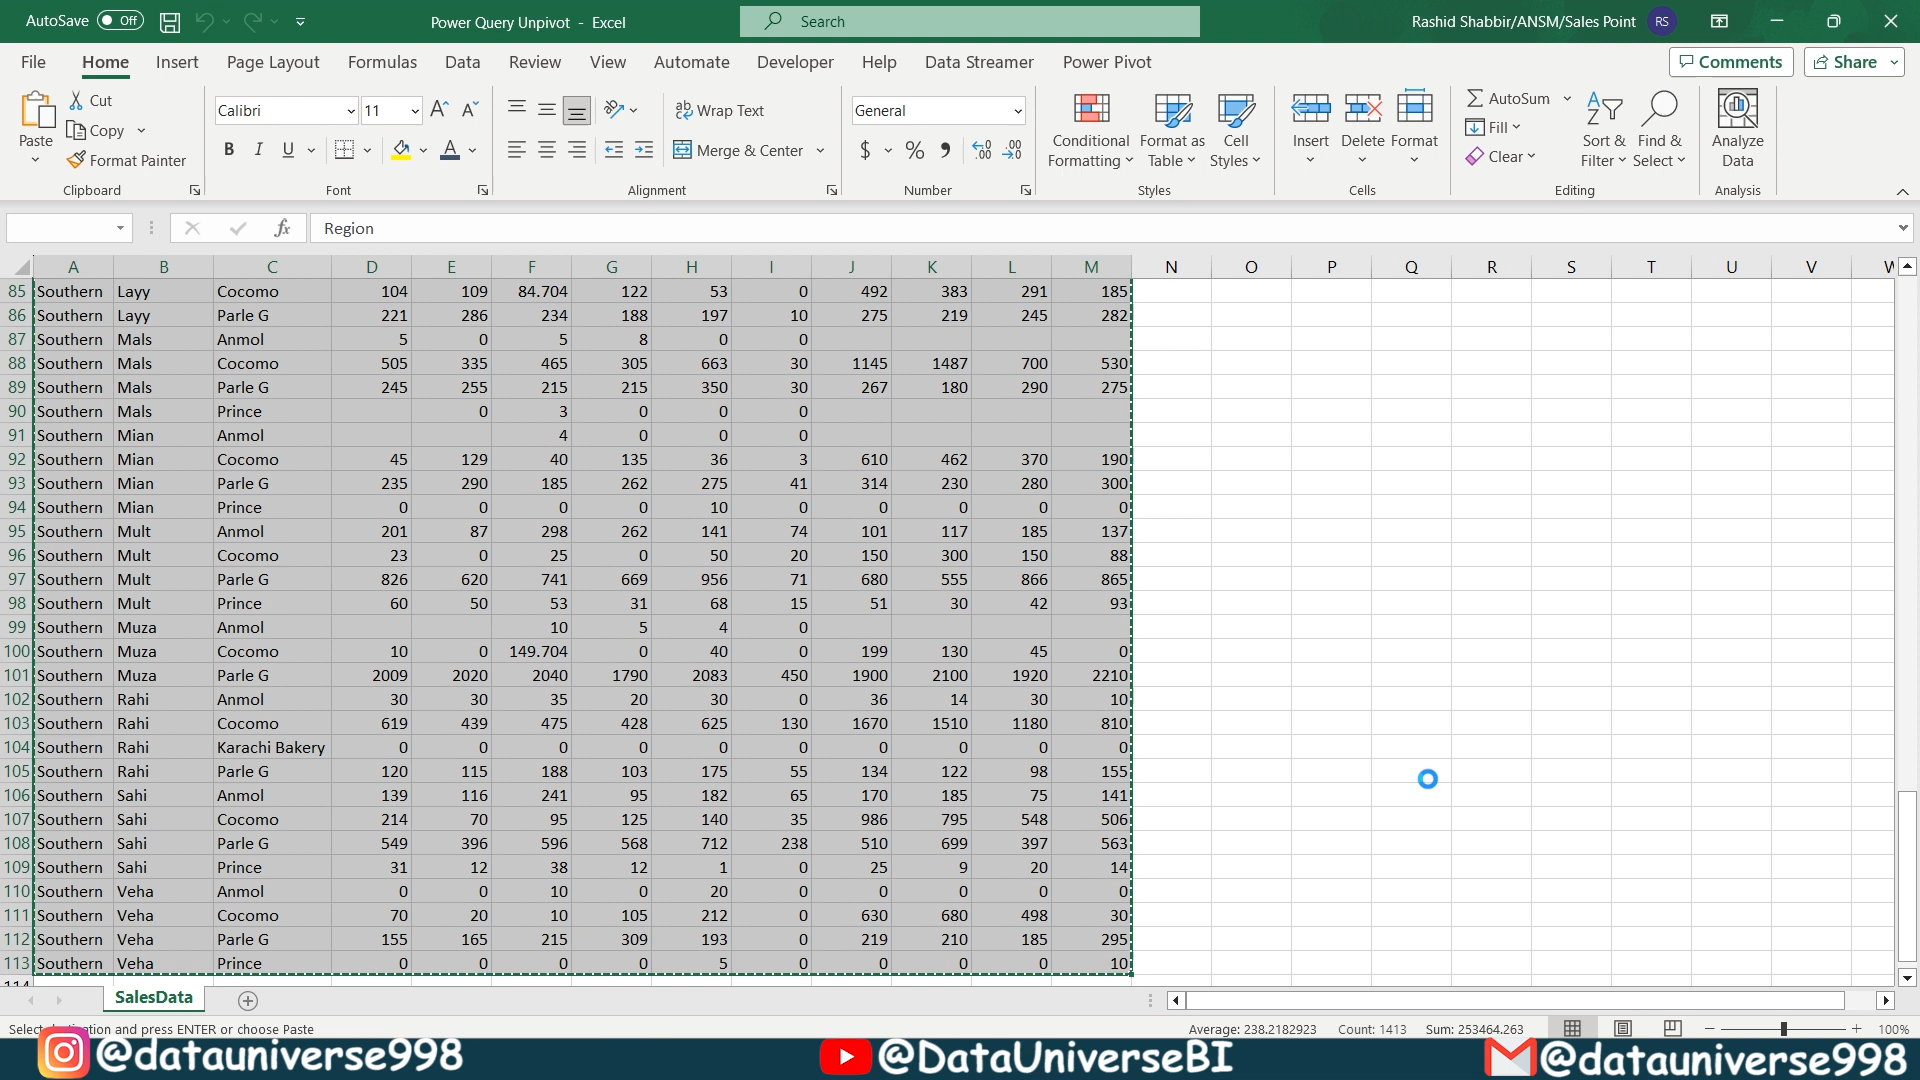 AutoSave Off Power Query Unpivot - Excel Search Rashid Shabbir/ANSM/Sales Point RS
File Home Insert Page Layout Formulas Data Review View Automate Developer Help Data Streamer Power Pivot Comments Share
Paste Cut Copy Format Painter Clipboard
Calibri 11 B I U A Font
ab Wrap Text Merge & Center Alignment
General $ % , Number
Conditional Formatting Format as Table Cell Styles Styles
Insert Delete Format Cells
AutoSum Fill Clear Sort & Filter Find & Select Editing
Analyze Data Analysis
fx Region
A B C D E F G H I J K L M N O P Q R S T U V W
85 Southern Layy Cocomo 104 109 84.704 122 53 0 492 383 291 185
86 Southern Layy Parle G 221 286 234 188 197 10 275 219 245 282
87 Southern Mals Anmol 5 0 5 8 0 0
88 Southern Mals Cocomo 505 335 465 305 663 30 1145 1487 700 530
89 Southern Mals Parle G 245 255 215 215 350 30 267 180 290 275
90 Southern Mals Prince 0 3 0 0 0
91 Southern Mian Anmol 4 0 0 0
92 Southern Mian Cocomo 45 129 40 135 36 3 610 462 370 190
93 Southern Mian Parle G 235 290 185 262 275 41 314 230 280 300
94 Southern Mian Prince 0 0 0 0 10 0 0 0 0 0
95 Southern Mult Anmol 201 87 298 262 141 74 101 117 185 137
96 Southern Mult Cocomo 23 0 25 0 50 20 150 300 150 88
97 Southern Mult Parle G 826 620 741 669 956 71 680 555 866 865
98 Southern Mult Prince 60 50 53 31 68 15 51 30 42 93
99 Southern Muza Anmol 10 5 4 0
100 Southern Muza Cocomo 10 0 149.704 0 40 0 199 130 45 0
101 Southern Muza Parle G 2009 2020 2040 1790 2083 450 1900 2100 1920 2210
102 Southern Rahi Anmol 30 30 35 20 30 0 36 14 30 10
103 Southern Rahi Cocomo 619 439 475 428 625 130 1670 1510 1180 810
104 Southern Rahi Karachi Bakery 0 0 0 0 0 0 0 0 0 0
105 Southern Rahi Parle G 120 115 188 103 175 55 134 122 98 155
106 Southern Sahi Anmol 139 116 241 95 182 65 170 185 75 141
107 Southern Sahi Cocomo 214 70 95 125 140 35 986 795 548 506
108 Southern Sahi Parle G 549 396 596 568 712 238 510 699 397 563
109 Southern Sahi Prince 31 12 38 12 1 0 25 9 20 14
110 Southern Veha Anmol 0 0 10 0 20 0 0 0 0 0
111 Southern Veha Cocomo 70 20 10 105 212 0 630 680 498 30
112 Southern Veha Parle G 155 165 215 309 193 0 219 210 185 295
113 Southern Veha Prince 0 0 0 0 5 0 0 0 0 10
114
SalesData
and press ENTER or choose Paste Average: 238.2182923 Count: 1413 Sum: 253464.263 100%
@datauniverse998 @DataUniverseBI @datauniverse998